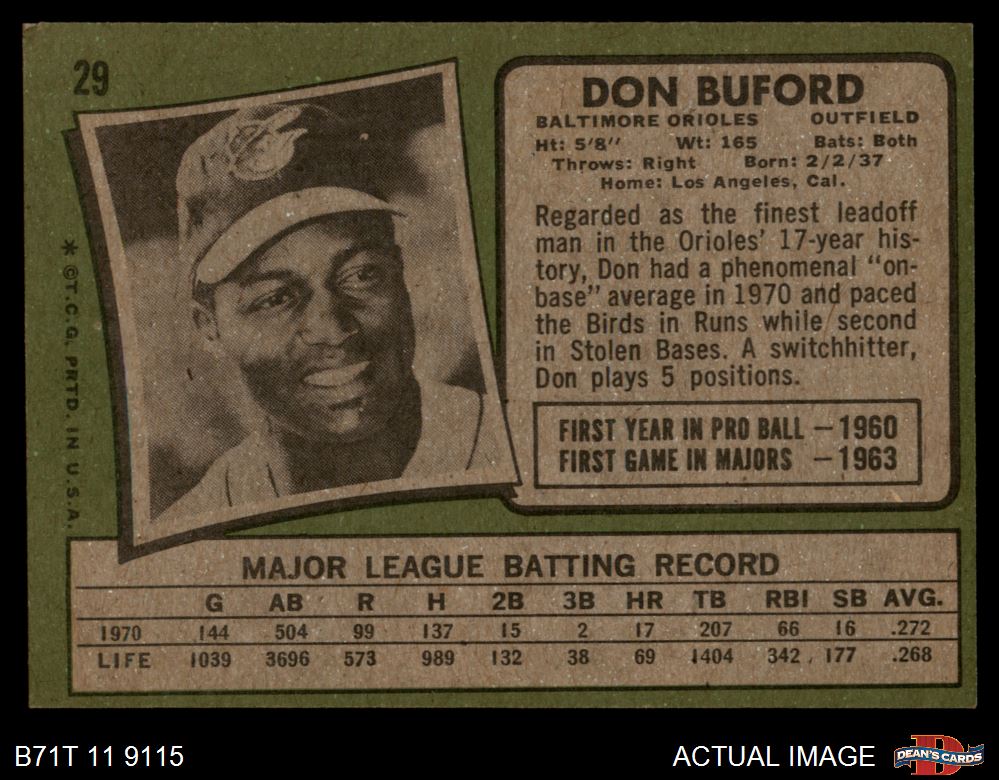 29
DON BUFORD
BALTIMORE ORIOLES OUTFIELD
Ht: 5'8" Wt: 165 Bats: Both
Throws: Right Born: 2/2/37
Home: Los Angeles, Cal.
Regarded as the finest leadoff
man in the Orioles' 17-year his-
tory, Don had a phenomenal "on-
base" average in 1970 and paced
the Birds in Runs while second
in Stolen Bases. A switchhitter,
Don plays 5 positions.
FIRST YEAR IN PRO BALL – 1960
FIRST GAME IN MAJORS – 1963
* ©T.C.G. PRTD. IN U.S.A.
MAJOR LEAGUE BATTING RECORD
G AB R H 2B 3B HR TB RBI SB AVG.
1970 144 504 99 137 15 2 17 207 66 16 .272
LIFE 1039 3696 573 989 132 38 69 1404 342 177 .268
B71T 11 9115
ACTUAL IMAGE
DEAN'S CARDS